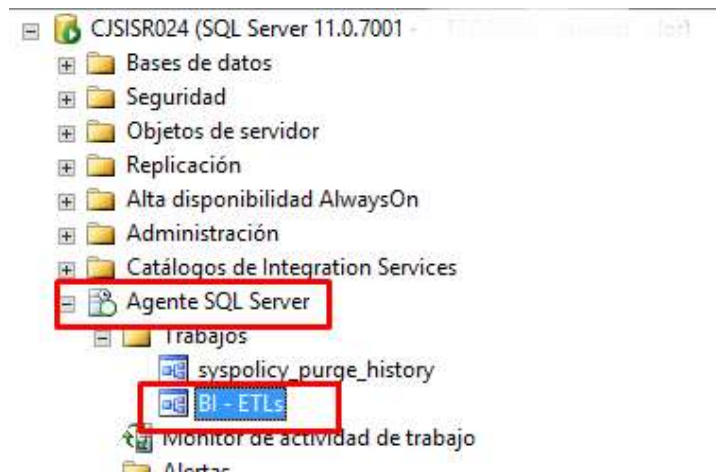 CJSISR024 (SQL Server 11.0.7001 -
Bases de datos
Seguridad
Objetos de servidor
Replicación
Alta disponibilidad AlwaysOn
Administración
Catálogos de Integration Services
Agente SQL Server
Trabajos
syspolicy_purge_history
BI - ETLs
Monitor de actividad de trabajo
Alertas